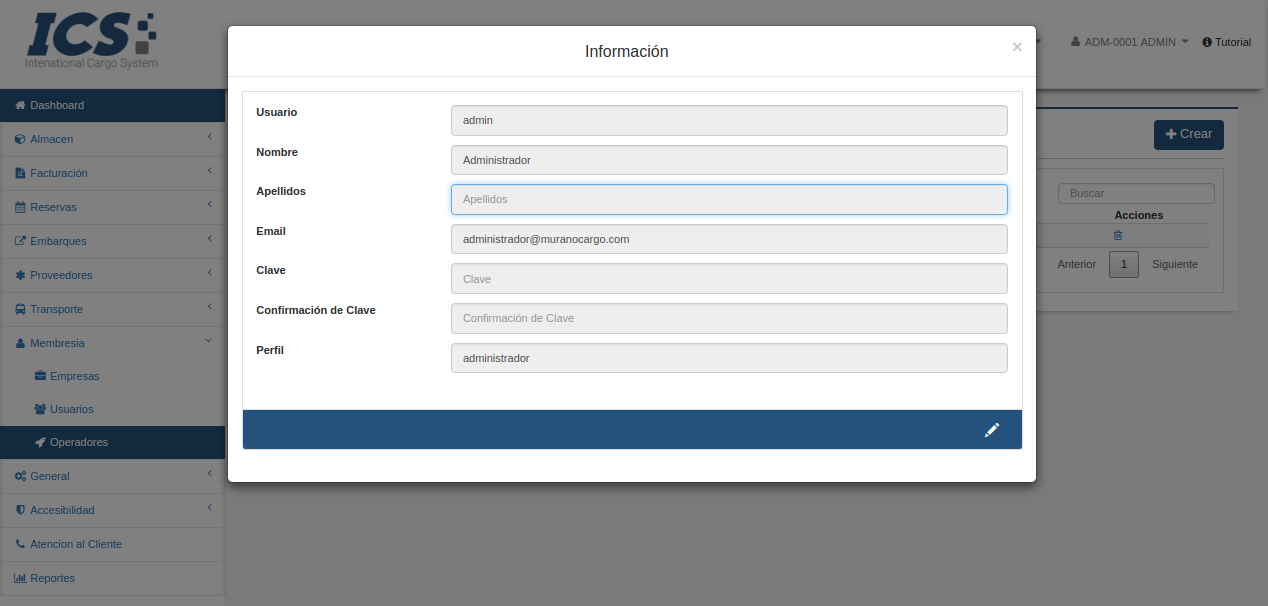 ICS
Intenational Cargo System
ADM-0001 ADMIN
Tutorial
Dashboard
Almacen
Facturación
Reservas
Embarques
Proveedores
Transporte
Membresia
Empresas
Usuarios
Operadores
General
Accesibilidad
Atencion al Cliente
Reportes
Información
×
Usuario
admin
Nombre
Administrador
Apellidos
Apellidos
Email
administrador@muranocargo.com
Clave
Clave
Confirmación de Clave
Confirmación de Clave
Perfil
administrador
Crear
Buscar
Acciones
Anterior 1 Siguiente